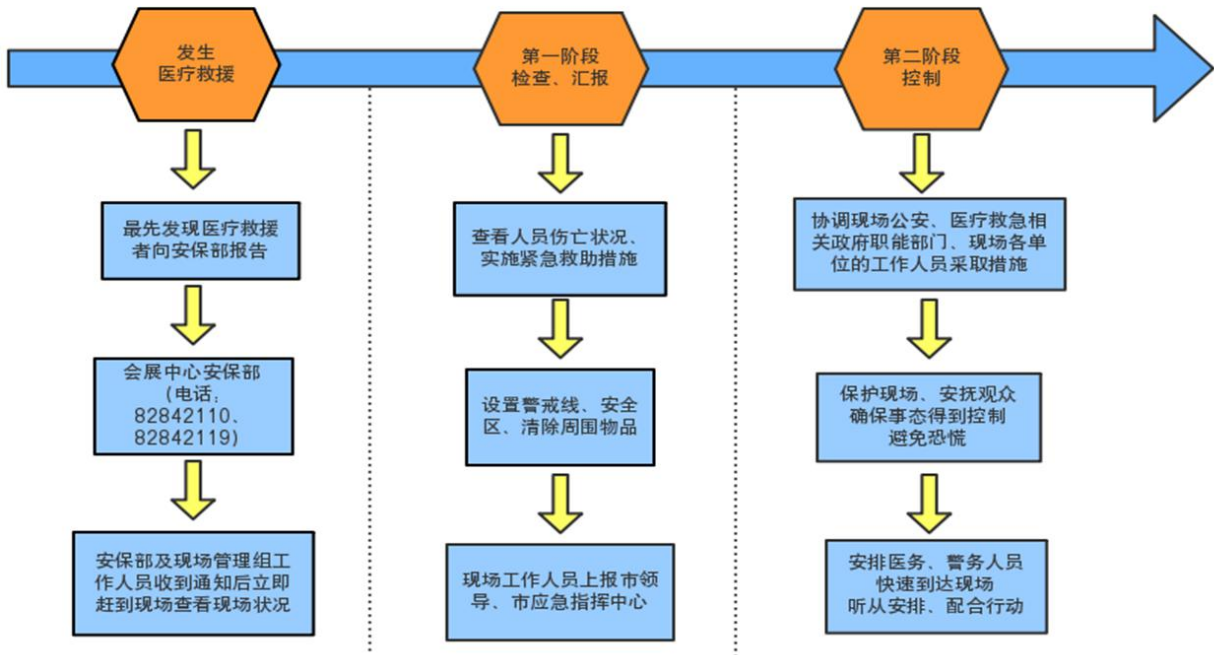 发生
医疗救援
最先发现医疗救援
者向安保部报告
会展中心安保部
(电话:
82842110、
82842119)
安保部及现场管理组工
作人员收到通知后立即
赶到现场查看现场状况
第一阶段
检查、汇报
查看人员伤亡状况、
实施紧急救助措施
设置警戒线、安全
区、清除周围物品
现场工作人员上报市领
导、市应急指挥中心
第二阶段
控制
协调现场公安、医疗救急相
关政府职能部门、现场各单
位的工作人员采取措施
保护现场、安抚观众
确保事态得到控制
避免恐慌
安排医务、警务人员
快速到达现场
听从安排、配合行动